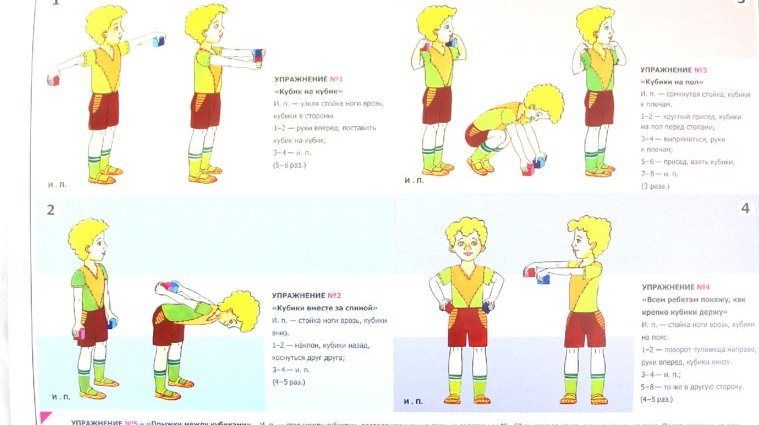 1
3
УПРАЖНЕНИЕ №1
«Кубик на кубик»
И. п. — узкая стойка ноги врозь,
кубики в стороны.
1–2 — руки вперед, поставить
кубик на кубик;
3–4 — и. п.
(5–6 раз.)
И . П .
УПРАЖНЕНИЕ №3
«Кубики на пол»
И. п. — сомкнутая стойка, кубики
к плечам.
1–2 — круглый присед, кубики
на пол перед стопами;
3–4 — выпрямиться, руки
к плечам;
5–6 — присед, взять кубики;
7–8 — и. п.
(3 раза.)
И . П .
2
УПРАЖНЕНИЕ №2
«Кубики вместе за спиной»
И. п. — стойка ноги врозь, кубики
вниз.
1–2 — наклон, кубики назад,
коснуться друг друга;
3–4 — и. п.
(4–5 раз.)
И . П .
4
УПРАЖНЕНИЕ №4
«Всем ребятам покажу, как
крепко кубики держу»
И. п. — стойка ноги врозь, кубики
на пояс.
1–2 — поворот туловища направо,
руки вперед, кубики книзу.
3–4 — и. п.;
5–8 — то же в другую сторону.
(4–5 раз.)
И . П .
УПРАЖНЕНИЕ №5 — «Прыжки между кубиками».